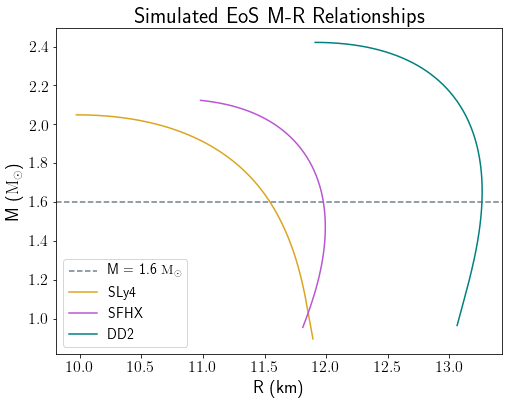 Simulated EoS M-R Relationships
M (M⊙)
2.4
2.2
2.0
1.8
1.6
1.4
1.2
1.0
M = 1.6 M⊙
SLy4
SFHX
DD2
10.0 10.5 11.0 11.5 12.0 12.5 13.0
R (km)